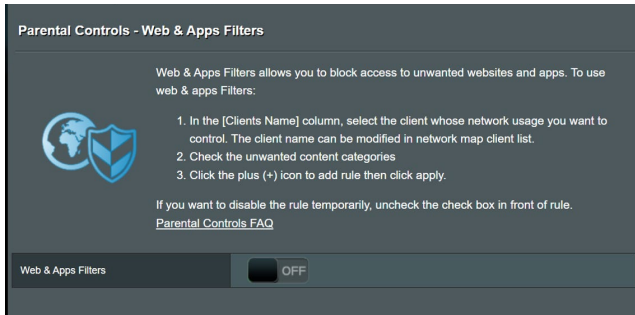 Parental Controls - Web & Apps Filters
Web & Apps Filters allows you to block access to unwanted websites and apps. To use
web & apps Filters:
1. In the [Clients Name] column, select the client whose network usage you want to
control. The client name can be modified in network map client list.
2. Check the unwanted content categories
3. Click the plus (+) icon to add rule then click apply.
If you want to disable the rule temporarily, uncheck the check box in front of rule.
Parental Controls FAQ
Web & Apps Filters
OFF